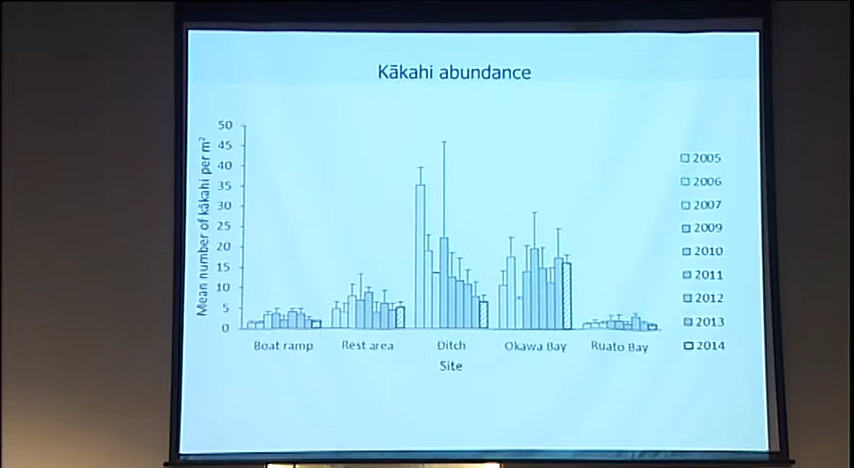 Kākahi abundance
Mean number of kākahi per m²
50
45
40
35
30
25
20
15
10
5
0
Boat ramp
Rest area
Ditch
Okawa Bay
Ruato Bay
Site
2005
2006
2007
2009
2010
2011
2012
2013
2014